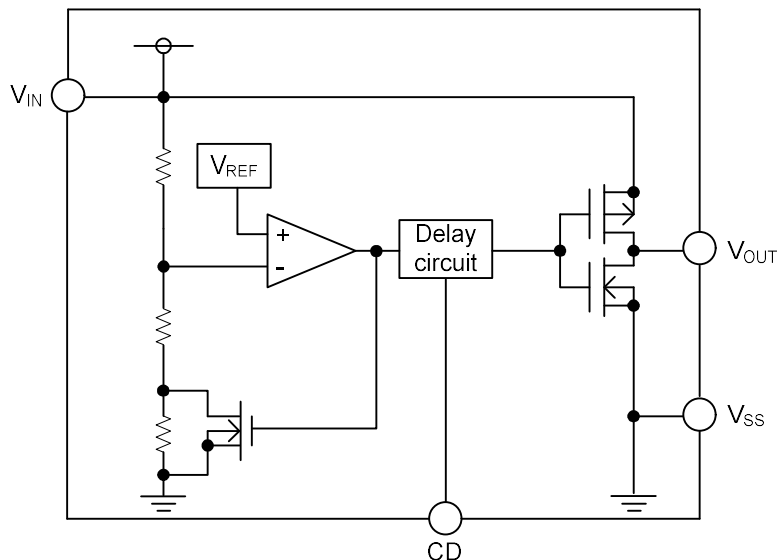 VIN
VREF
+
-
Delay
circuit
VOUT
VSS
CD